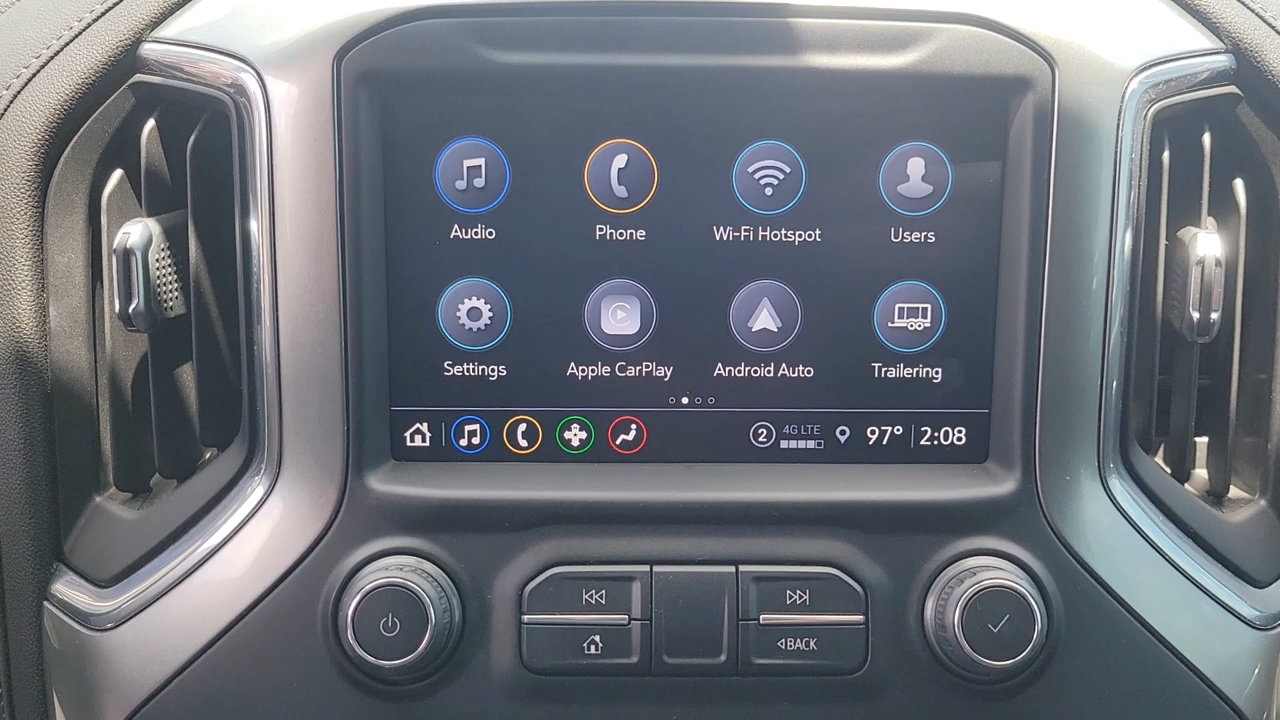 Audio
Phone
Wi-Fi Hotspot
Users
Settings
Apple CarPlay
Android Auto
Trailering
2
4G LTE
97°
2:08
BACK